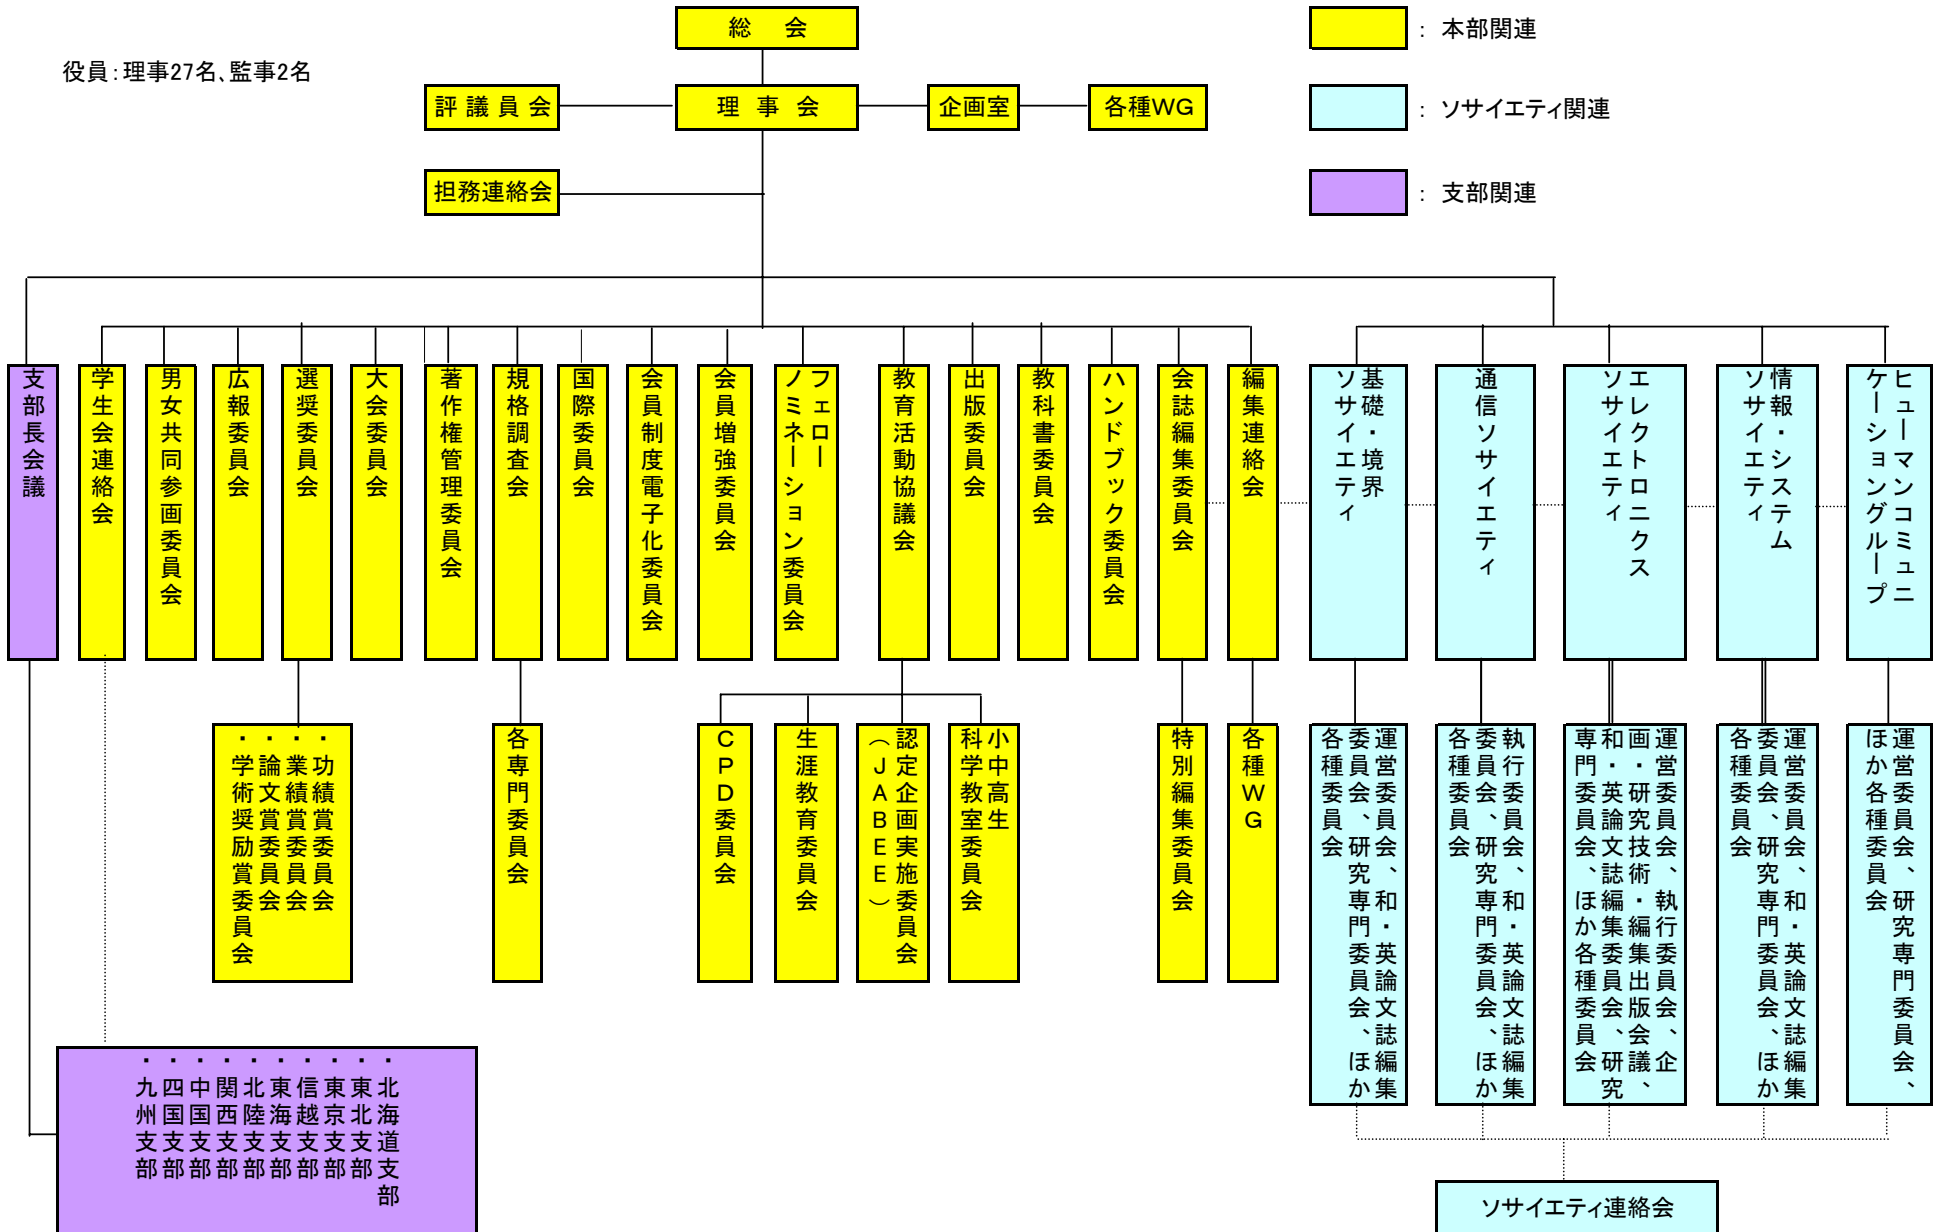 総　会
：本部関連
役員：理事27名、監事2名
評議員会
理事会
企画室
各種WG
：ソサイエティ関連
担務連絡会
：支部関連
支部長会議
学生会連絡会
男女共同参画委員会
広報委員会
選奨委員会
大会委員会
著作権管理委員会
規格調査会
国際委員会
会員制度電子化委員会
会員増強委員会
フェロー
ノミネーション委員会
教育活動協議会
出版委員会
教科書委員会
ハンドブック委員会
会誌編集委員会
編集連絡会
基礎・境界
ソサイエティ
通信ソサイエティ
エレクトロニクス
ソサイエティ
情報・システム
ソサイエティ
ヒューマンコミュニ
ケーショングループ
・功績賞委員会
・業績賞委員会
・論文賞委員会
・学術奨励賞委員会
各専門委員会
CPD委員会
生涯教育委員会
認定企画実施委員会
（JABEE）
小中高生
科学教室委員会
特別編集委員会
各種WG
運営委員会、和・英論文誌編集
委員会、研究専門委員会、ほか
各種委員会
執行委員会、和・英論文誌編集
委員会、研究専門委員会、ほか
各種委員会
運営委員会、執行委員会、企
画・研究技術・編集出版会議、
和・英論文誌編集委員会、研究
専門委員会、ほか各種委員会
運営委員会、和・英論文誌編集
委員会、研究専門委員会、ほか
各種委員会
運営委員会、研究専門委員会、
ほか各種委員会
・北海道支部
・東北支部
・東京支部
・信越支部
・東海支部
・北陸支部
・関西支部
・中国支部
・四国支部
・九州支部
ソサイエティ連絡会